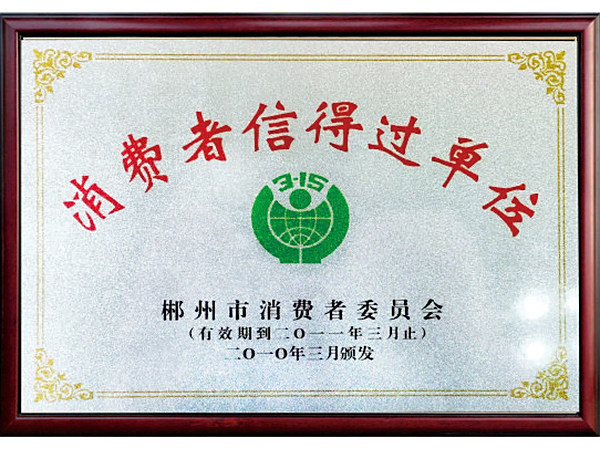 消费者信得过单位
3·15
郴州市消费者委员会
(有效期到二〇一一年三月止)
二〇一〇年三月颁发